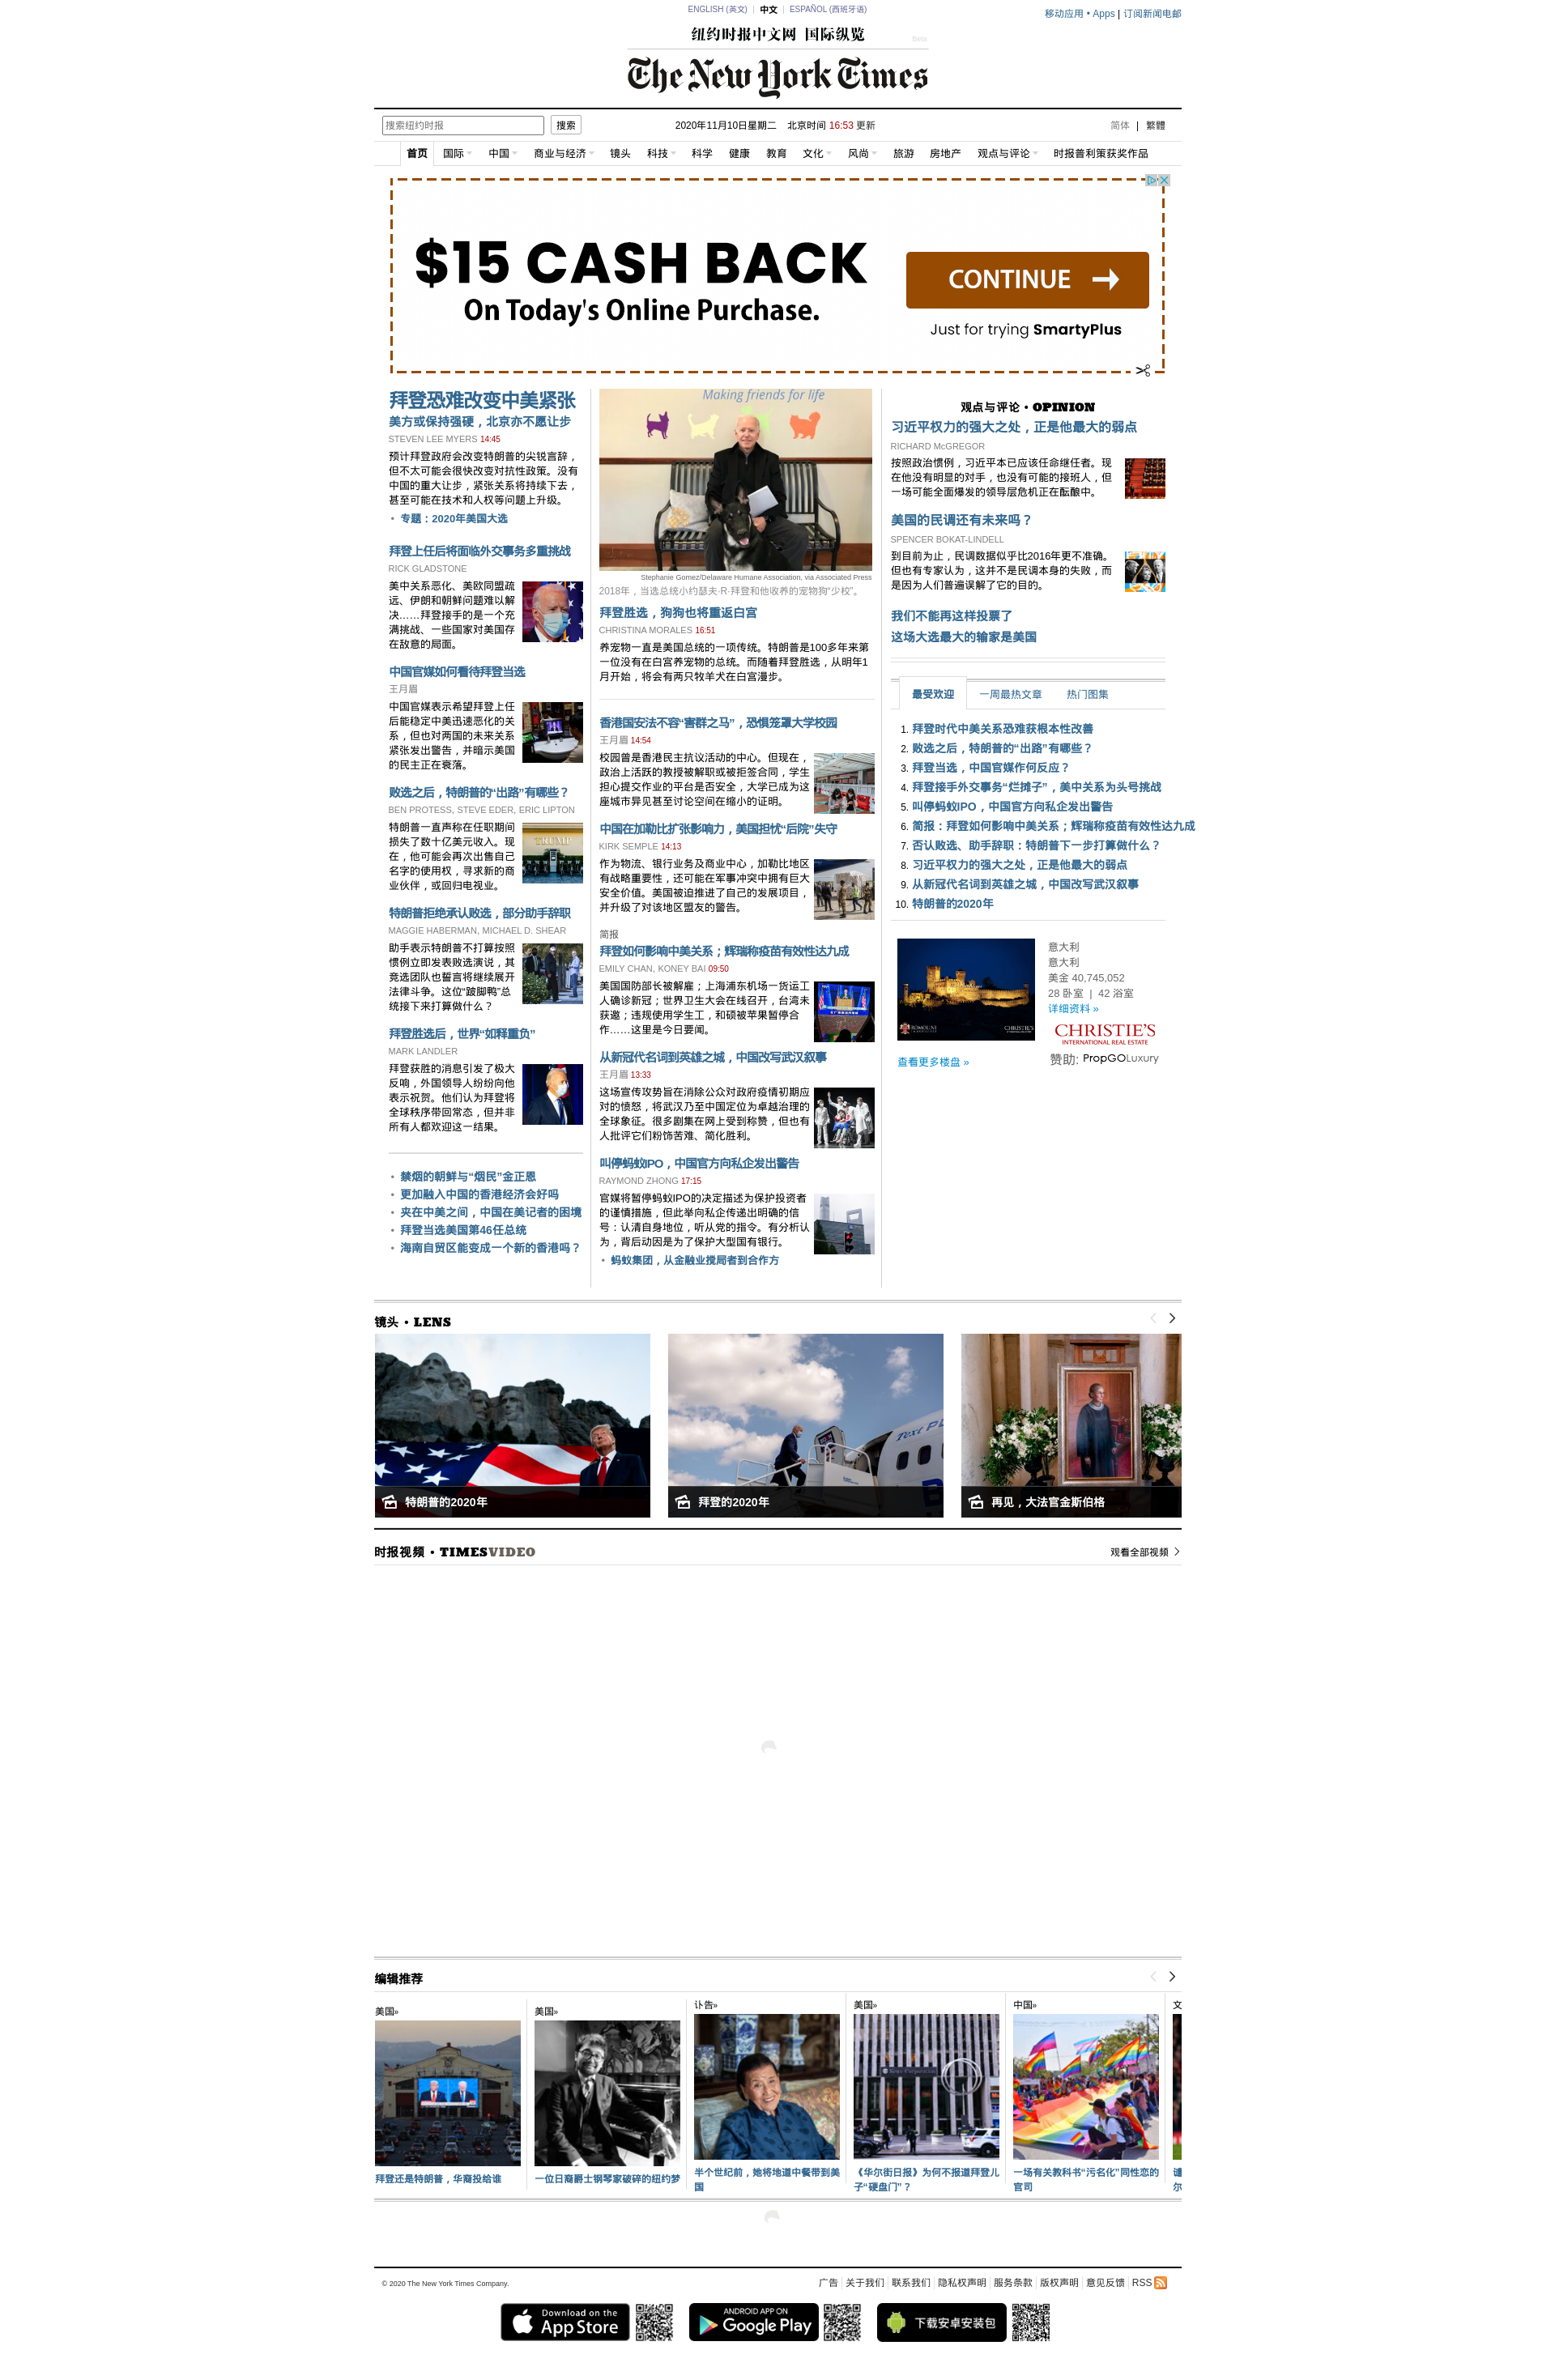 ENGLISH (英文) | 中文 | ESPAÑOL (西班牙语)
移动应用 • Apps | 订阅新闻电邮
纽约时报中文网 国际纵览
Beta
The New York Times
搜索纽约时报
搜索
2020年11月10日星期二 北京时间 16:53 更新
简体 | 繁體
首页 国际 中国 商业与经济 镜头 科技 科学 健康 教育 文化 风尚 旅游 房地产 观点与评论 时报普利策获奖作品
$15 CASH BACK
On Today's Online Purchase.
CONTINUE
Just for trying SmartyPlus
拜登恐难改变中美紧张
美方或保持强硬，北京亦不愿让步
STEVEN LEE MYERS 14:45
预计拜登政府会改变特朗普的尖锐言辞，
但不太可能会很快改变对抗性政策。没有
中国的重大让步，紧张关系将持续下去，
甚至可能在技术和人权等问题上升级。
• 专题：2020年美国大选
拜登上任后将面临外交事务多重挑战
RICK GLADSTONE
美中关系恶化、美欧同盟疏
远、伊朗和朝鲜问题难以解
决……拜登接手的是一个充
满挑战、一些国家对美国存
在敌意的局面。
中国官媒如何看待拜登当选
王月眉
中国官媒表示希望拜登上任
后能稳定中美迅速恶化的关
系，但也对两国的未来关系
紧张发出警告，并暗示美国
的民主正在衰落。
败选之后，特朗普的“出路”有哪些？
BEN PROTESS, STEVE EDER, ERIC LIPTON
特朗普一直声称在任职期间
损失了数十亿美元收入。现
在，他可能会再次出售自己
名字的使用权，寻求新的商
业伙伴，或回归电视业。
TRUMP
特朗普拒绝承认败选，部分助手辞职
MAGGIE HABERMAN, MICHAEL D. SHEAR
助手表示特朗普不打算按照
惯例立即发表败选演说，其
竞选团队也誓言将继续展开
法律斗争。这位“跛脚鸭”总
统接下来打算做什么？
拜登胜选后，世界“如释重负”
MARK LANDLER
拜登获胜的消息引发了极大
反响，外国领导人纷纷向他
表示祝贺。他们认为拜登将
全球秩序带回常态，但并非
所有人都欢迎这一结果。
• 禁烟的朝鲜与“烟民”金正恩
• 更加融入中国的香港经济会好吗
• 夹在中美之间，中国在美记者的困境
• 拜登当选美国第46任总统
• 海南自贸区能变成一个新的香港吗？
Making friends for life
Stephanie Gomez/Delaware Humane Association, via Associated Press
2018年，当选总统小约瑟夫·R·拜登和他收养的宠物狗“少校”。
拜登胜选，狗狗也将重返白宫
CHRISTINA MORALES 16:51
养宠物一直是美国总统的一项传统。特朗普是100多年来第
一位没有在白宫养宠物的总统。而随着拜登胜选，从明年1
月开始，将会有两只牧羊犬在白宫漫步。
香港国安法不容“害群之马”，恐惧笼罩大学校园
王月眉 14:54
校园曾是香港民主抗议活动的中心。但现在，
政治上活跃的教授被解职或被拒签合同，学生
担心提交作业的平台是否安全，大学已成为这
座城市异见甚至讨论空间在缩小的证明。
中国在加勒比扩张影响力，美国担忧“后院”失守
KIRK SEMPLE 14:13
作为物流、银行业务及商业中心，加勒比地区
有战略重要性，还可能在军事冲突中拥有巨大
安全价值。美国被迫推进了自己的发展项目，
并升级了对该地区盟友的警告。
简报
拜登如何影响中美关系；辉瑞称疫苗有效性达九成
EMILY CHAN, KONEY BAI 09:50
美国国防部长被解雇；上海浦东机场一货运工
人确诊新冠；世界卫生大会在线召开，台湾未
获邀；违规使用学生工，和硕被苹果暂停合
作……这里是今日要闻。
从新冠代名词到英雄之城，中国改写武汉叙事
王月眉 13:33
这场宣传攻势旨在消除公众对政府疫情初期应
对的愤怒，将武汉乃至中国定位为卓越治理的
全球象征。很多剧集在网上受到称赞，但也有
人批评它们粉饰苦难、简化胜利。
叫停蚂蚁IPO，中国官方向私企发出警告
RAYMOND ZHONG 17:15
官媒将暂停蚂蚁IPO的决定描述为保护投资者
的谨慎措施，但此举向私企传递出明确的信
号：认清自身地位，听从党的指令。有分析认
为，背后动因是为了保护大型国有银行。
• 蚂蚁集团，从金融业搅局者到合作方
观点与评论 • OPINION
习近平权力的强大之处，正是他最大的弱点
RICHARD McGREGOR
按照政治惯例，习近平本已应该任命继任者。现
在他没有明显的对手，也没有可能的接班人，但
一场可能全面爆发的领导层危机正在酝酿中。
美国的民调还有未来吗？
SPENCER BOKAT-LINDELL
到目前为止，民调数据似乎比2016年更不准确。
但也有专家认为，这并不是民调本身的失败，而
是因为人们普遍误解了它的目的。
我们不能再这样投票了
这场大选最大的输家是美国
最受欢迎 一周最热文章 热门图集
1. 拜登时代中美关系恐难获根本性改善
2. 败选之后，特朗普的“出路”有哪些？
3. 拜登当选，中国官媒作何反应？
4. 拜登接手外交事务“烂摊子”，美中关系为头号挑战
5. 叫停蚂蚁IPO，中国官方向私企发出警告
6. 简报：拜登如何影响中美关系；辉瑞称疫苗有效性达九成
7. 否认败选、助手辞职：特朗普下一步打算做什么？
8. 习近平权力的强大之处，正是他最大的弱点
9. 从新冠代名词到英雄之城，中国改写武汉叙事
10. 特朗普的2020年
意大利
意大利
美金 40,745,052
28 卧室 | 42 浴室
详细资料 »
CHRISTIE'S
INTERNATIONAL REAL ESTATE
查看更多楼盘 »
赞助: PropGOLuxury
镜头 • LENS
特朗普的2020年
拜登的2020年
再见，大法官金斯伯格
时报视频 • TIMESVIDEO
观看全部视频
编辑推荐
美国»
拜登还是特朗普，华裔投给谁
美国»
一位日裔爵士钢琴家破碎的纽约梦
讣告»
半个世纪前，她将地道中餐带到美
国
美国»
《华尔街日报》为何不报道拜登儿
子“硬盘门”？
中国»
一场有关教科书“污名化”同性恋的
官司
文
尔
© 2020 The New York Times Company.
广告 | 关于我们 | 联系我们 | 隐私权声明 | 服务条款 | 版权声明 | 意见反馈 | RSS
Download on the
App Store
ANDROID APP ON
Google Play
下载安卓安装包